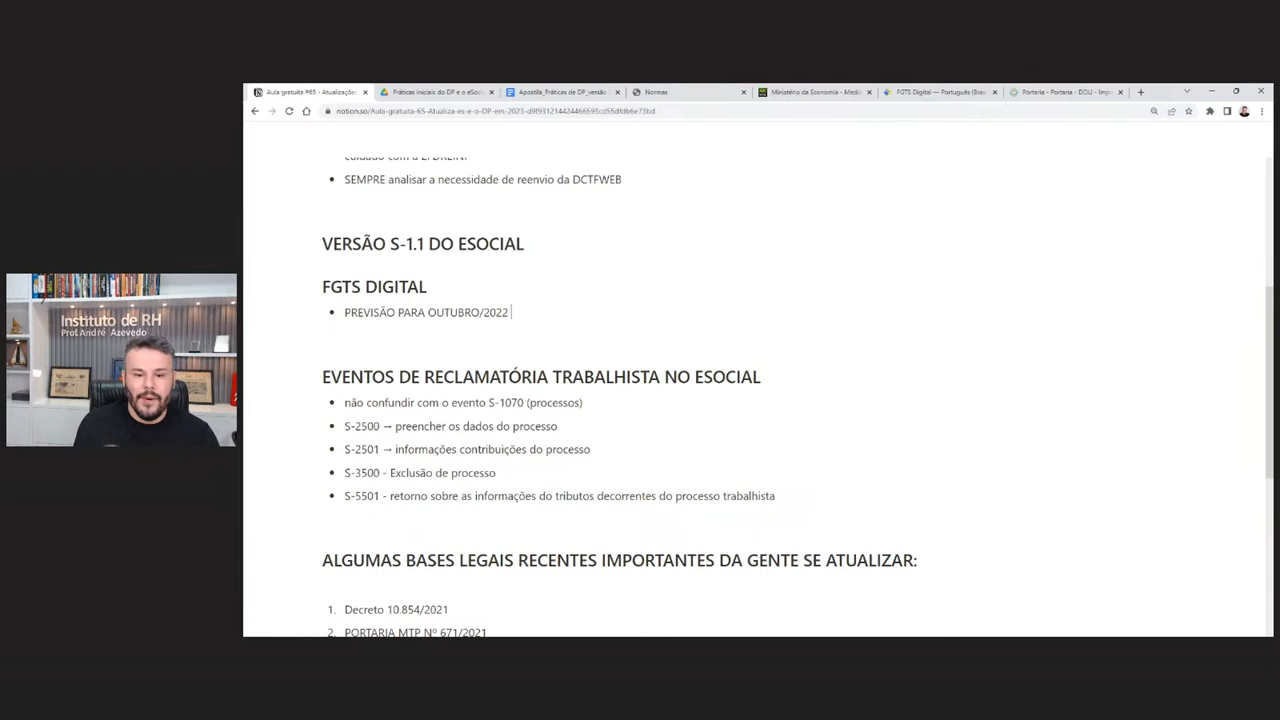 Aula gratuita #65 - Atualizaçõe
Práticas iniciais do DP e o eSoc
Apostila_Práticas de DP_versão
Normas
Ministério da Economia - Medi
FGTS Digital — Português (Bras
Portaria - Portaria - DOU - Imp
SEMPRE analisar a necessidade de reenvio da DCTFWEB
VERSÃO S-1.1 DO ESOCIAL
FGTS DIGITAL
PREVISÃO PARA OUTUBRO/2022
Instituto de RH
Prof. André Azevedo
EVENTOS DE RECLAMATÓRIA TRABALHISTA NO ESOCIAL
não confundir com o evento S-1070 (processos)
S-2500 → preencher os dados do processo
S-2501 → informações contribuições do processo
S-3500 - Exclusão de processo
S-5501 - retorno sobre as informações do tributos decorrentes do processo trabalhista
ALGUMAS BASES LEGAIS RECENTES IMPORTANTES DA GENTE SE ATUALIZAR:
1. Decreto 10.854/2021
2. PORTARIA MTP Nº 671/2021